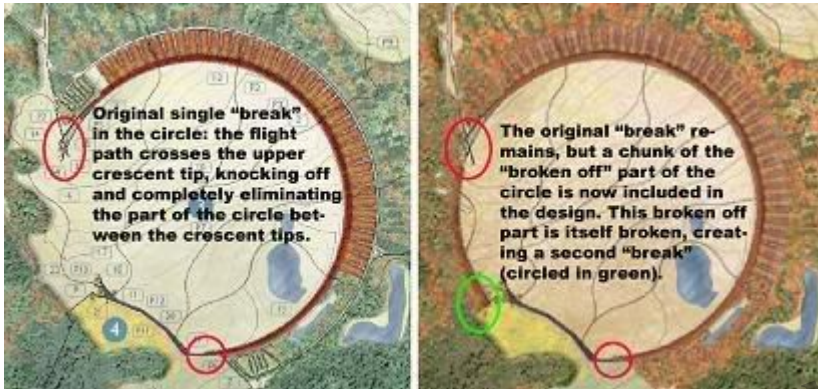 Original single “break”
in the circle: the flight
path crosses the upper
crescent tip, knocking off
and completely eliminating
the part of the circle bet-
ween the crescent tips.
4
The original “break” re-
mains, but a chunk of the
“broken off” part of the
circle is now included in
the design. This broken off
part is itself broken, creat-
ing a second “break”
(circled in green).